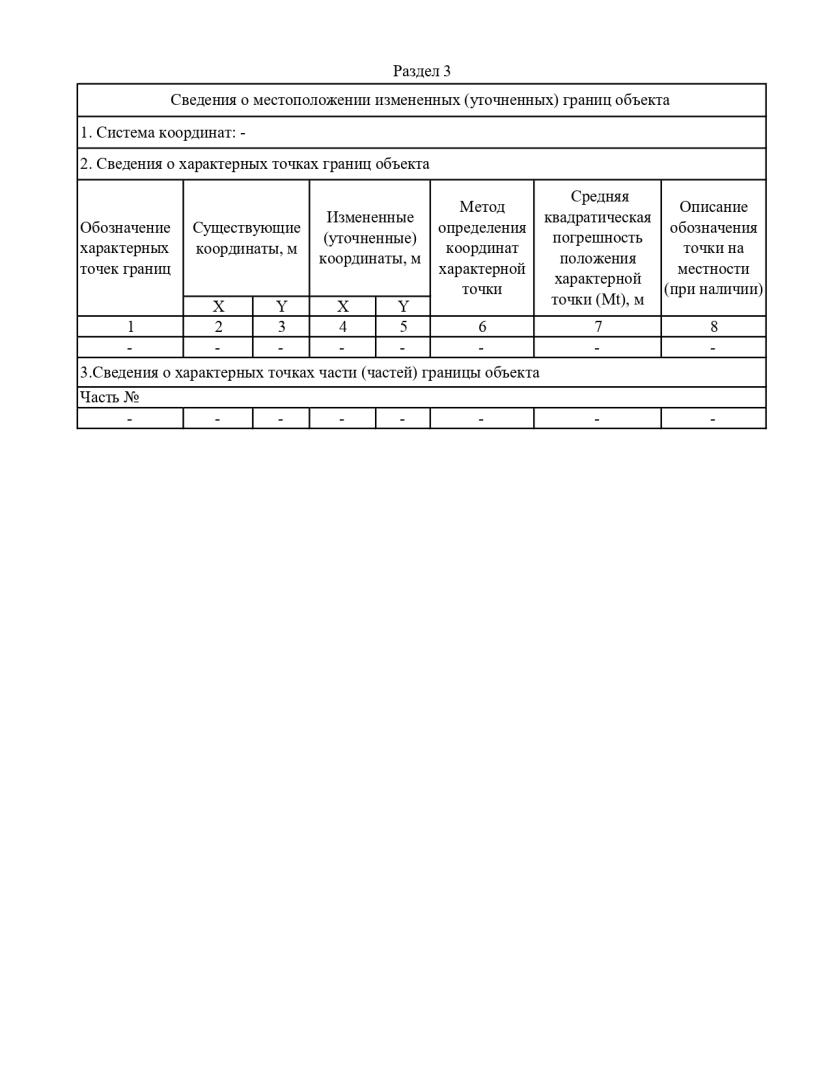 Раздел 3
Сведения о местоположении измененных (уточненных) границ объекта
1. Система координат: -
2. Сведения о характерных точках границ объекта
Обозначение
характерных
точек границ
Существующие
координаты, м
Измененные
(уточненные)
координаты, м
Метод
определения
координат
характерной
точки
Средняя
квадратическая
погрешность
положения
характерной
точки (Mt), м
Описание
обозначения
точки на
местности
(при наличии)
X Y X Y
1 2 3 4 5 6 7 8
- - - - - - - -
3.Сведения о характерных точках части (частей) границы объекта
Часть №
- - - - - - - -